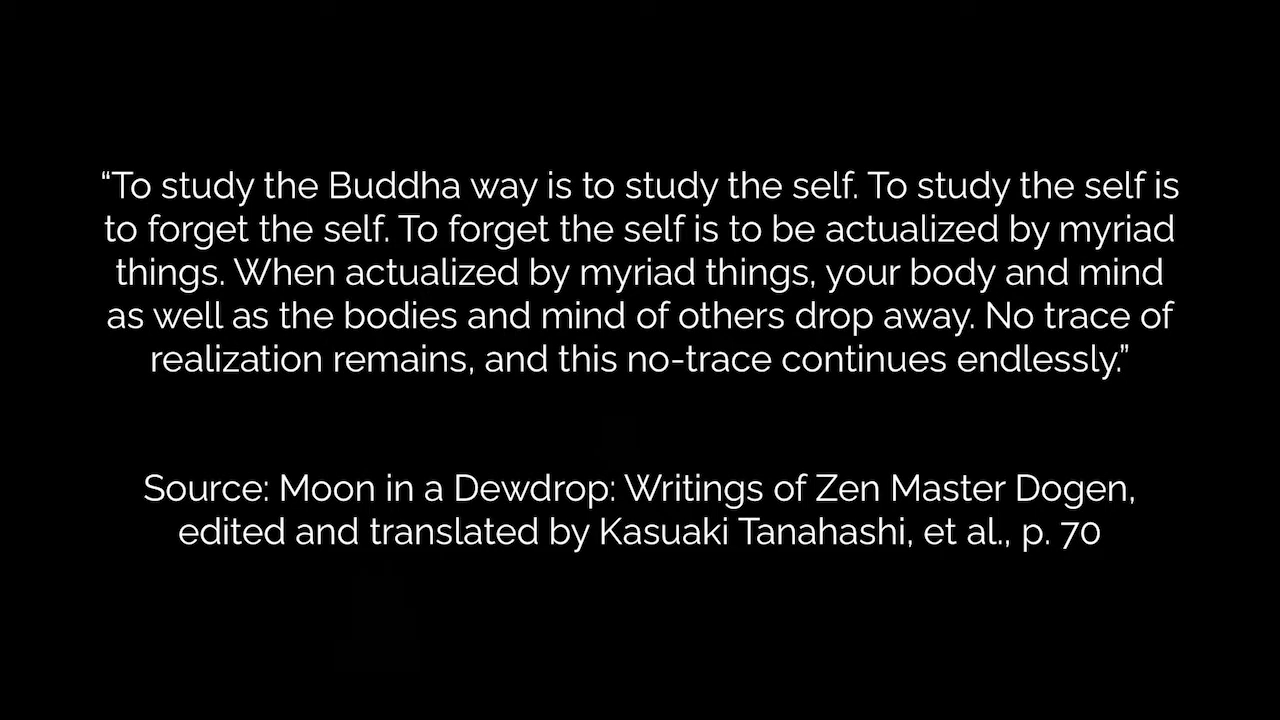 “To study the Buddha way is to study the self. To study the self is
to forget the self. To forget the self is to be actualized by myriad
things. When actualized by myriad things, your body and mind
as well as the bodies and mind of others drop away. No trace of
realization remains, and this no-trace continues endlessly.”
Source: Moon in a Dewdrop: Writings of Zen Master Dogen,
edited and translated by Kasuaki Tanahashi, et al., p. 70